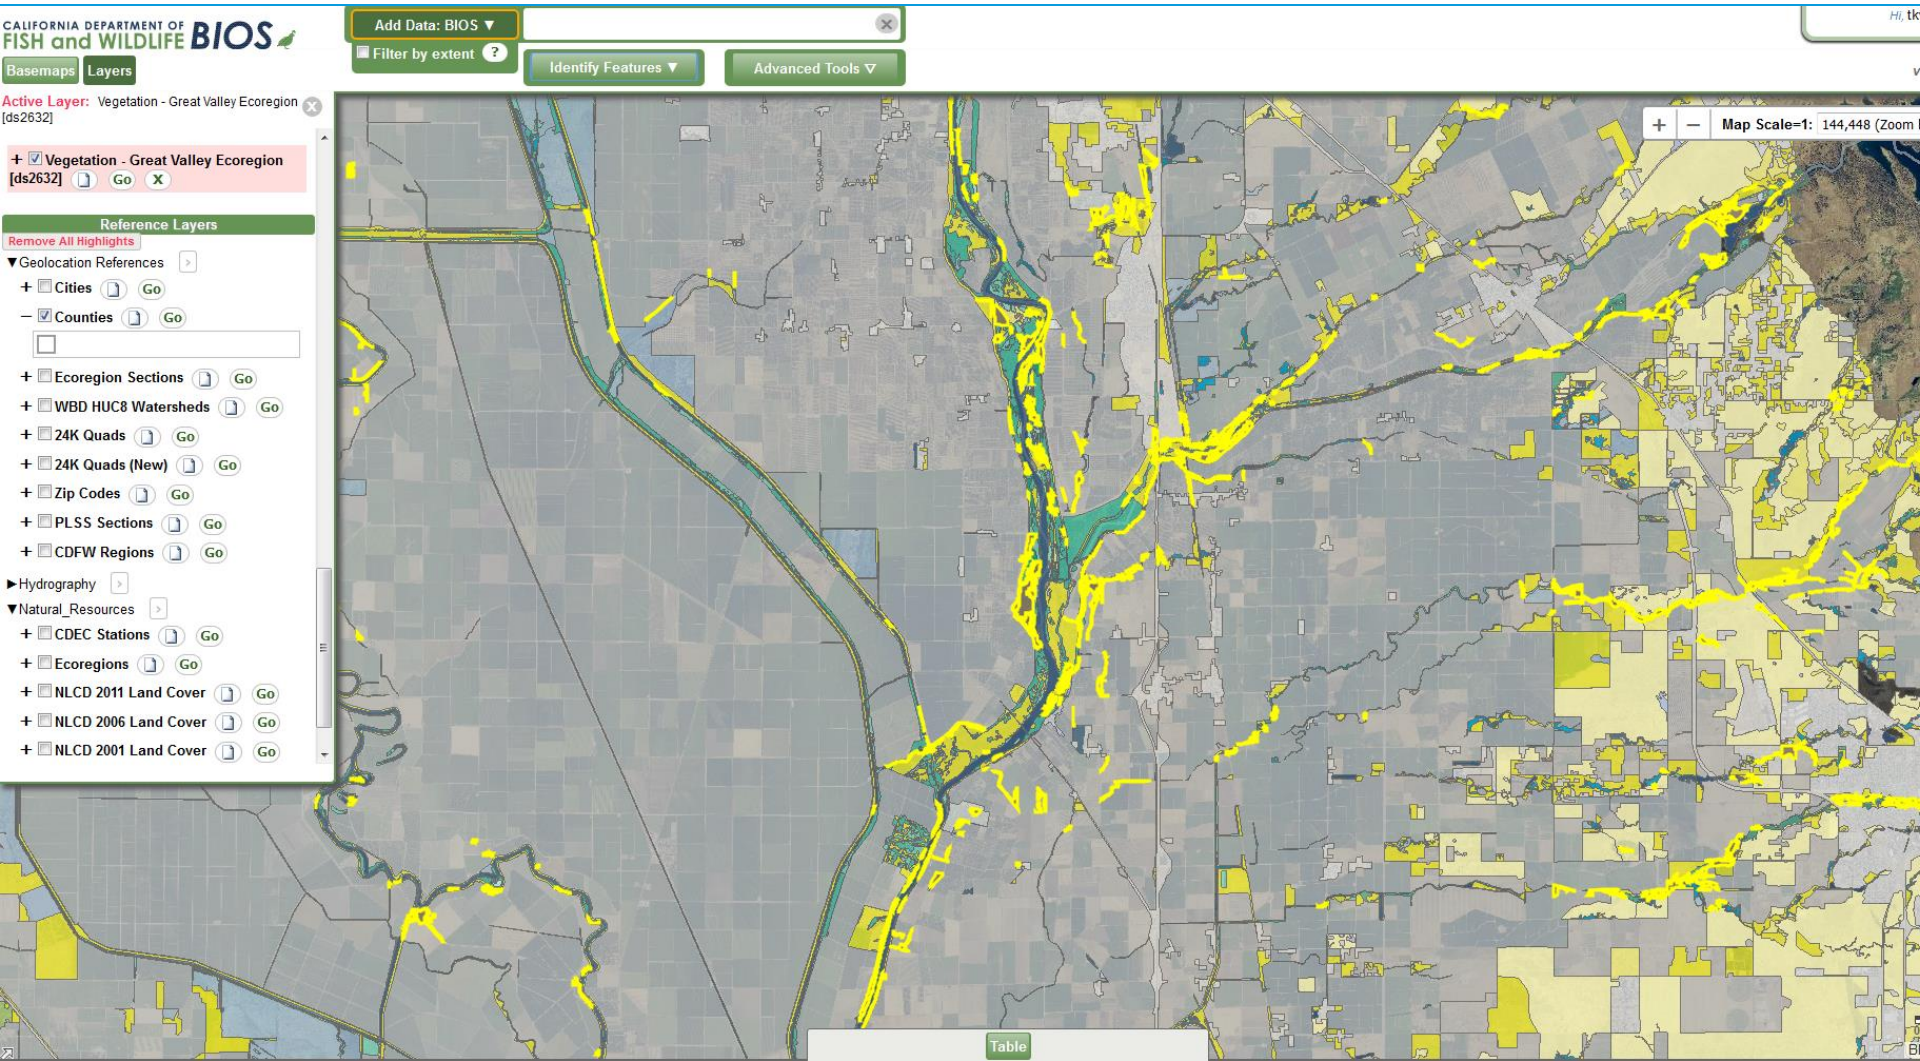 CALIFORNIA DEPARTMENT OF
FISH and WILDLIFE BIOS
Basemaps Layers
Active Layer: Vegetation - Great Valley Ecoregion
[ds2632]
+ Vegetation - Great Valley Ecoregion
[ds2632] Go X
Reference Layers
Remove All Highlights
▼Geolocation References >
+ Cities Go
− Counties Go
+ Ecoregion Sections Go
+ WBD HUC8 Watersheds Go
+ 24K Quads Go
+ 24K Quads (New) Go
+ Zip Codes Go
+ PLSS Sections Go
+ CDFW Regions Go
►Hydrography >
▼Natural_Resources >
+ CDEC Stations Go
+ Ecoregions Go
+ NLCD 2011 Land Cover Go
+ NLCD 2006 Land Cover Go
+ NLCD 2001 Land Cover Go
Add Data: BIOS ▼
Filter by extent ?
Identify Features ▼
Advanced Tools ▽
Hi, tk
v
+ − Map Scale=1: 144,448 (Zoom
Table